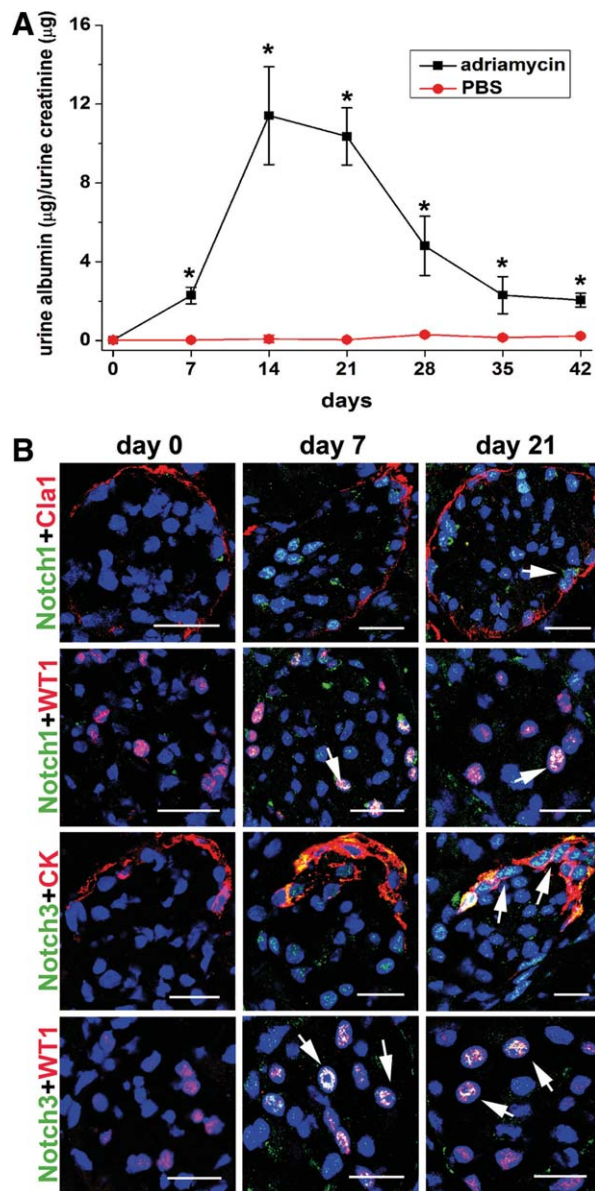 A
urine albumin (µg)/urine creatinine (µg)
16
12
8
4
0
adriamycin
PBS
*
*
*
*
*
*
0 7 14 21 28 35 42
days
B
day 0 day 7 day 21
Notch1+Cla1
Notch1+WT1
Notch3+CK
Notch3+WT1